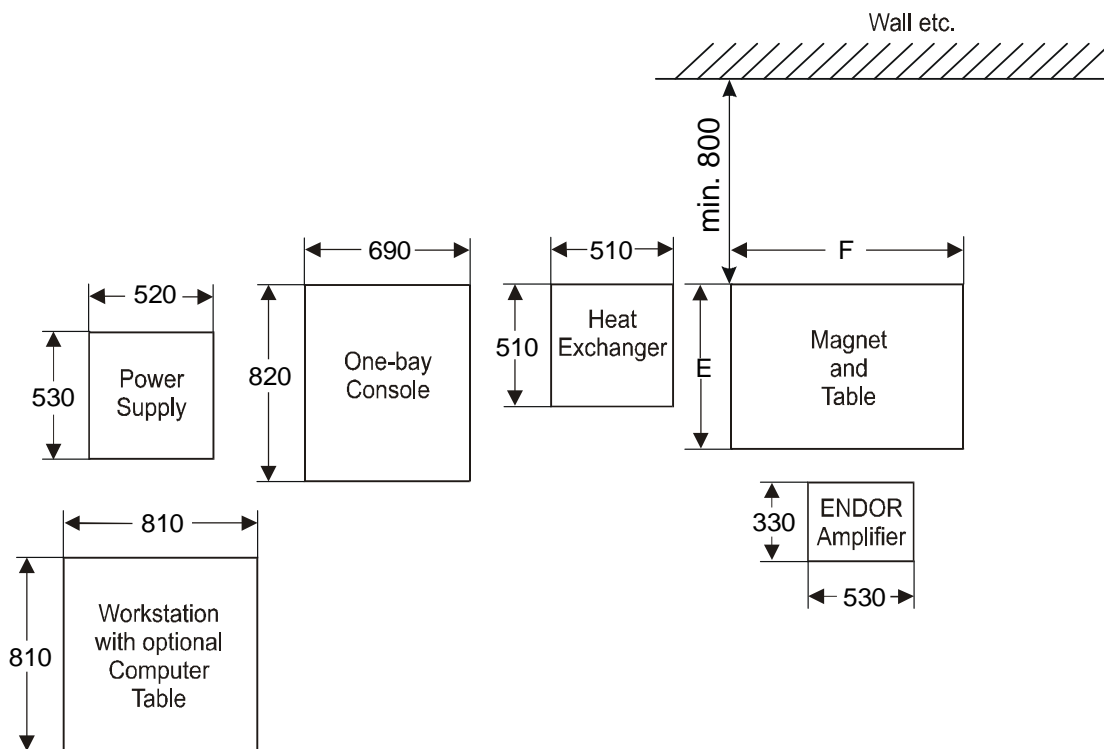 Wall etc.
min. 800
690
510
F
520
Heat
Exchanger
510
Magnet
and
Table
E
One-bay
Console
820
Power
Supply
530
810
ENDOR
Amplifier
330
530
Workstation
with optional
Computer
Table
810